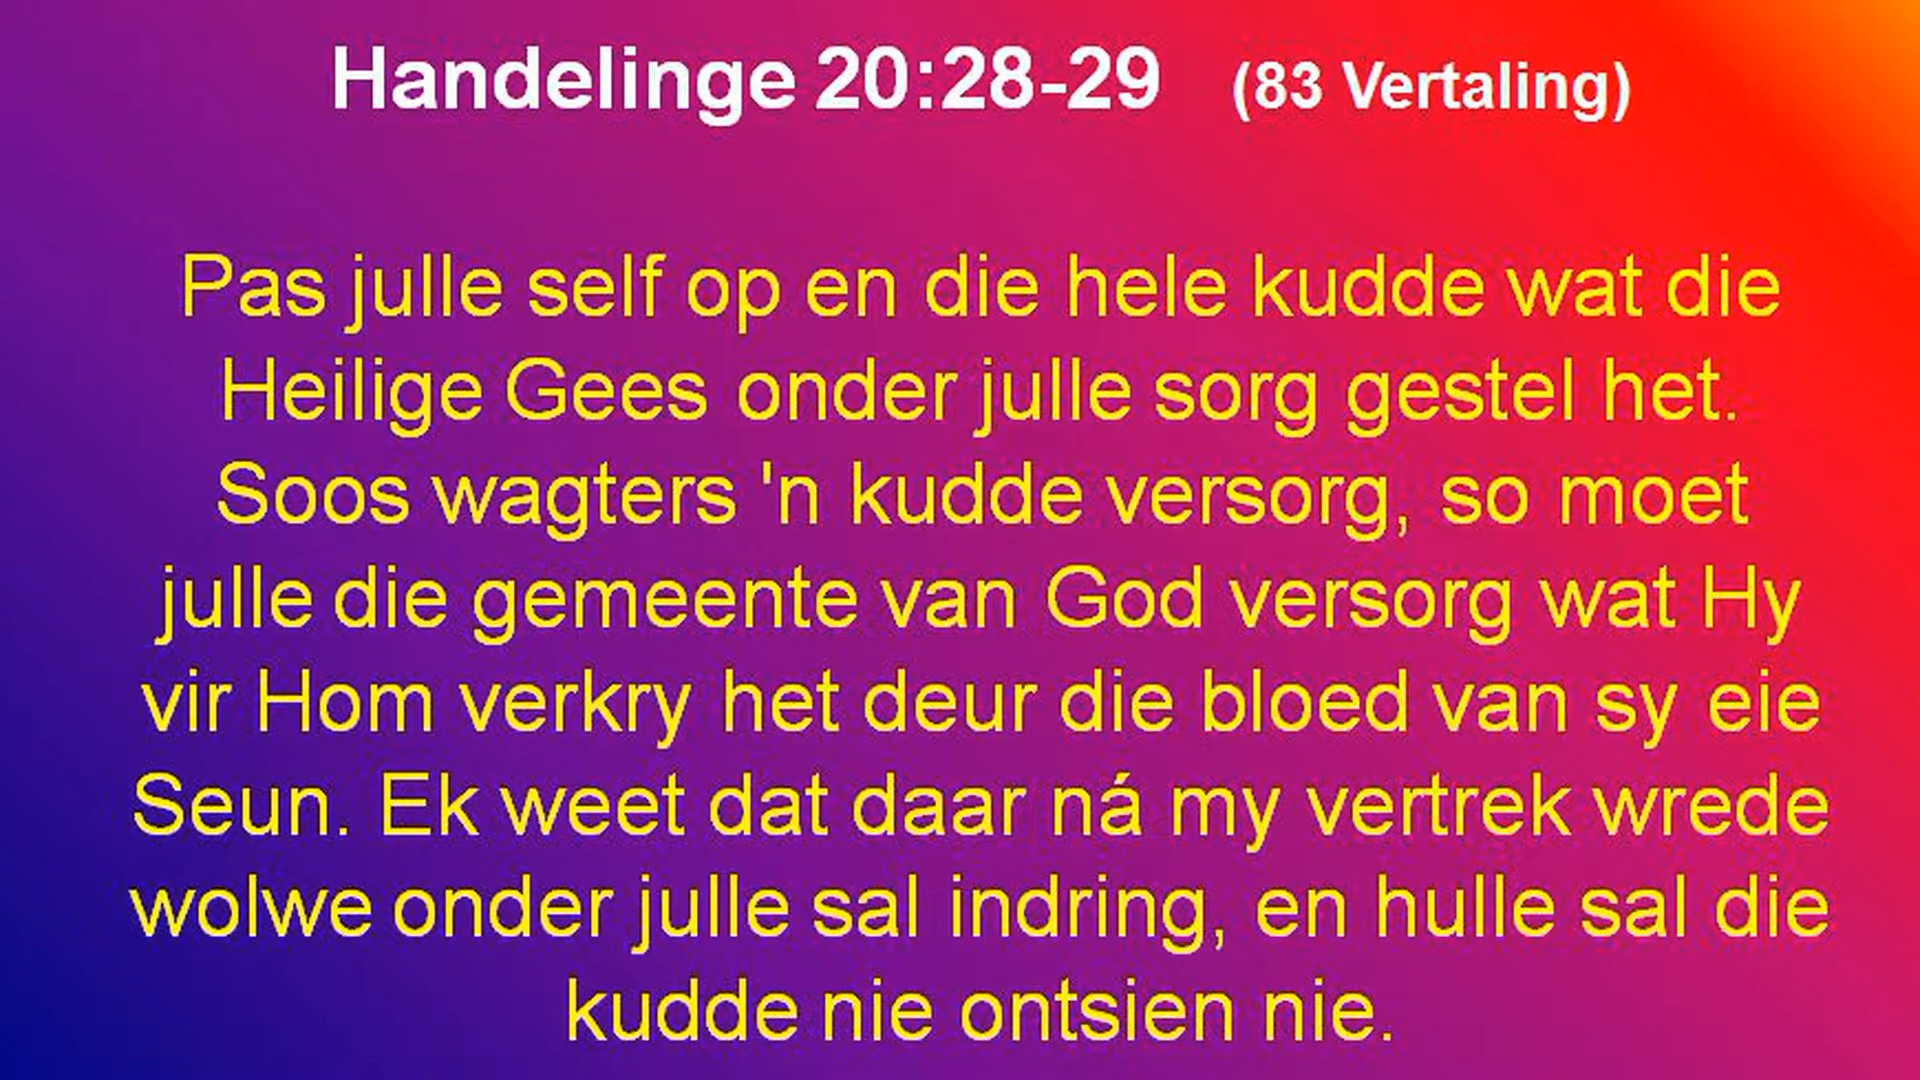 Handelinge 20:28-29 (83 Vertaling)
Pas julle self op en die hele kudde wat die
Heilige Gees onder julle sorg gestel het.
Soos wagters 'n kudde versorg, so moet
julle die gemeente van God versorg wat Hy
vir Hom verkry het deur die bloed van sy eie
Seun. Ek weet dat daar ná my vertrek wrede
wolwe onder julle sal indring, en hulle sal die
kudde nie ontsien nie.